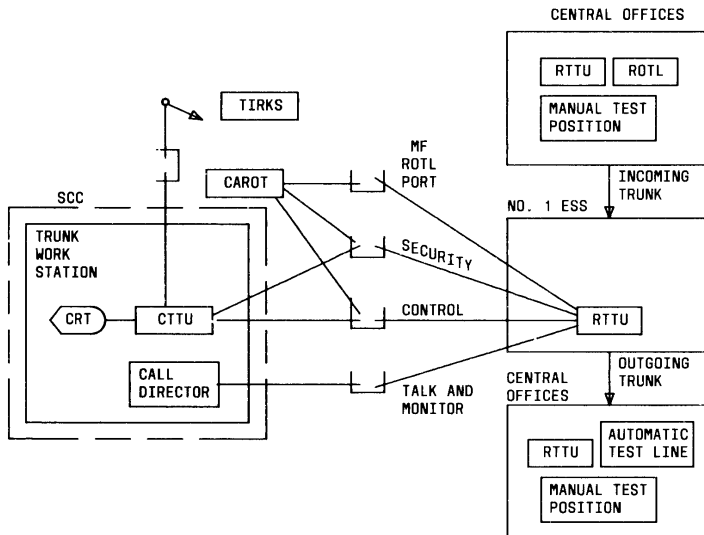 CENTRAL OFFICES
RTTU
ROTL
MANUAL TEST
POSITION
TIRKS
MF
ROTL
PORT
CAROT
INCOMING
TRUNK
SCC
NO. 1 ESS
TRUNK
WORK
STATION
SECURITY
CRT
CTTU
CONTROL
RTTU
CALL
DIRECTOR
TALK AND
MONITOR
OUTGOING
TRUNK
CENTRAL
OFFICES
RTTU
AUTOMATIC
TEST LINE
MANUAL TEST
POSITION